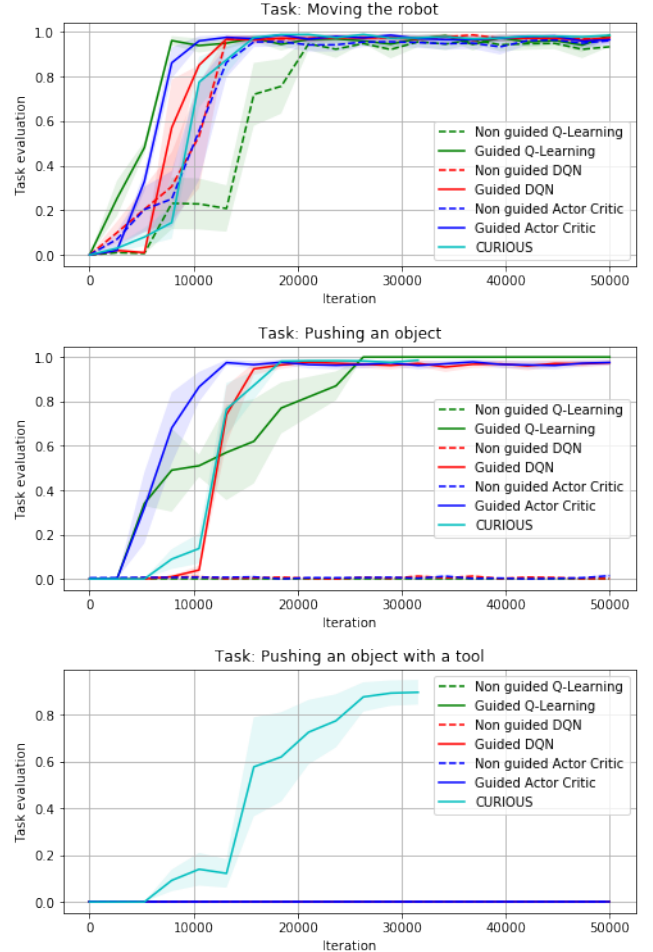 Task: Moving the robot
1.0
0.8
0.6
0.4
0.2
0.0
Task evaluation
Non guided Q-Learning
Guided Q-Learning
Non guided DQN
Guided DQN
Non guided Actor Critic
Guided Actor Critic
CURIOUS
0 10000 20000 30000 40000 50000
Iteration
Task: Pushing an object
1.0
0.8
0.6
0.4
0.2
0.0
Task evaluation
Non guided Q-Learning
Guided Q-Learning
Non guided DQN
Guided DQN
Non guided Actor Critic
Guided Actor Critic
CURIOUS
0 10000 20000 30000 40000 50000
Iteration
Task: Pushing an object with a tool
0.8
0.6
0.4
0.2
0.0
Task evaluation
Non guided Q-Learning
Guided Q-Learning
Non guided DQN
Guided DQN
Non guided Actor Critic
Guided Actor Critic
CURIOUS
0 10000 20000 30000 40000 50000
Iteration